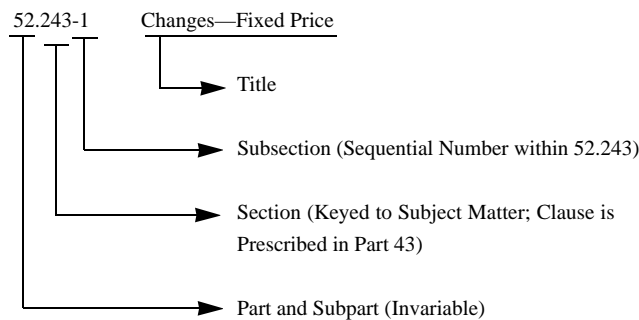 52.243-1 Changes—Fixed Price
Title
Subsection (Sequential Number within 52.243)
Section (Keyed to Subject Matter; Clause is
Prescribed in Part 43)
Part and Subpart (Invariable)